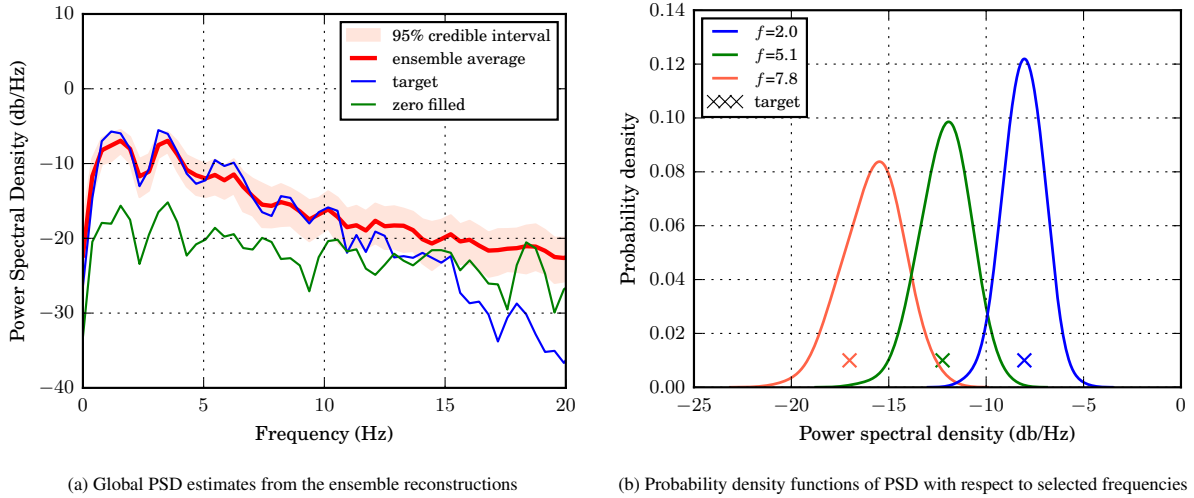 10
0
−10
−20
−30
−40
0
5
10
15
20
Power Spectral Density (db/Hz)
Frequency (Hz)
95% credible interval
ensemble average
target
zero filled
(a) Global PSD estimates from the ensemble reconstructions
0.14
0.12
0.10
0.08
0.06
0.04
0.02
0.00
−25
−20
−15
−10
−5
0
Probability density
Power spectral density (db/Hz)
f=2.0
f=5.1
f=7.8
target
(b) Probability density functions of PSD with respect to selected frequencies